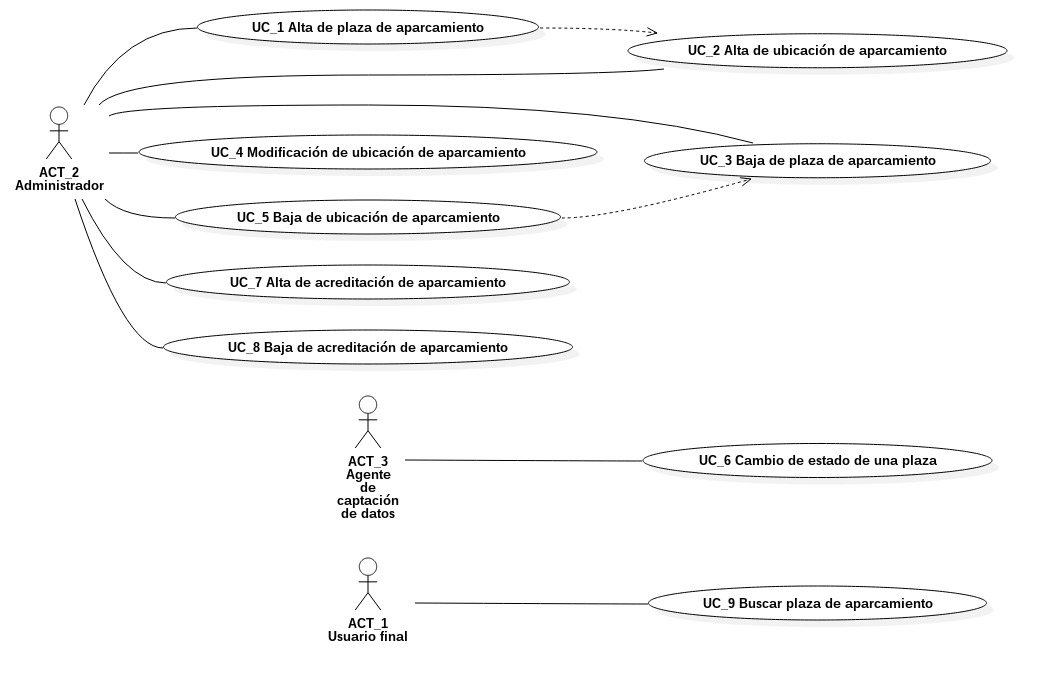 UC_1 Alta de plaza de aparcamiento
UC_2 Alta de ubicación de aparcamiento
UC_4 Modificación de ubicación de aparcamiento
UC_3 Baja de plaza de aparcamiento
ACT_2
Administrador
UC_5 Baja de ubicación de aparcamiento
UC_7 Alta de acreditación de aparcamiento
UC_8 Baja de acreditación de aparcamiento
ACT_3
Agente
de
captación
de datos
UC_6 Cambio de estado de una plaza
ACT_1
Usuario final
UC_9 Buscar plaza de aparcamiento